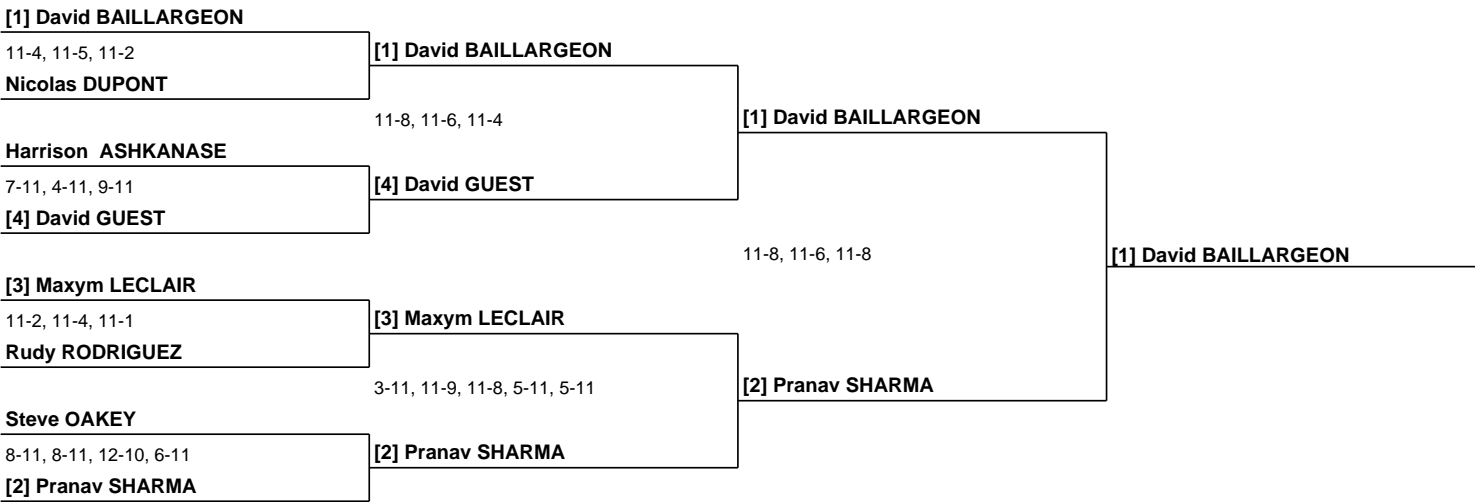 [1] David BAILLARGEON
11-4, 11-5, 11-2
Nicolas DUPONT
Harrison  ASHKANASE
7-11, 4-11, 9-11
[4] David GUEST
[3] Maxym LECLAIR
11-2, 11-4, 11-1
Rudy RODRIGUEZ
Steve OAKEY
8-11, 8-11, 12-10, 6-11
[2] Pranav SHARMA
[1] David BAILLARGEON
11-8, 11-6, 11-4
[4] David GUEST
[3] Maxym LECLAIR
3-11, 11-9, 11-8, 5-11, 5-11
[2] Pranav SHARMA
[1] David BAILLARGEON
11-8, 11-6, 11-8
[2] Pranav SHARMA
[1] David BAILLARGEON